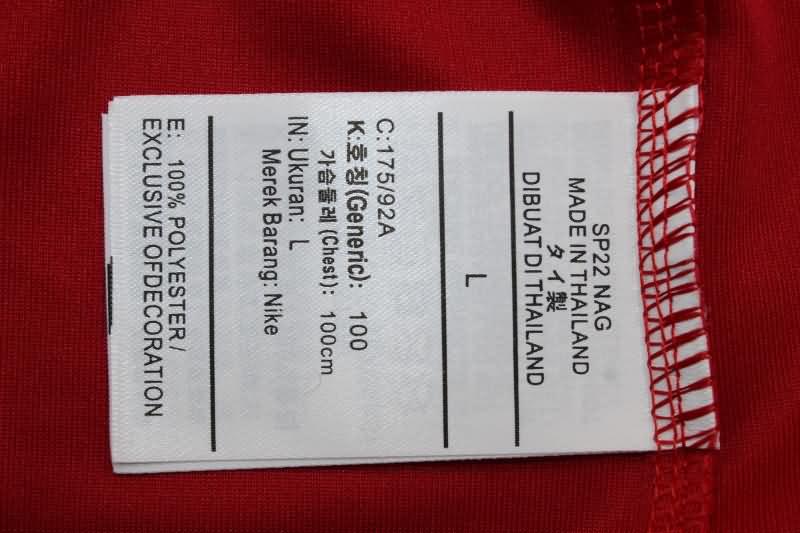 SP22 NAG
MADE IN THAILAND
タイ製
DIBUAT DI THAILAND
L
C:175/92A
K:호칭(Generic): 100
가슴둘레 (Chest): 100cm
IN: Ukuran: L
Merek Barang: Nike
E: 100% POLYESTER/
EXCLUSIVE OFDECORATION